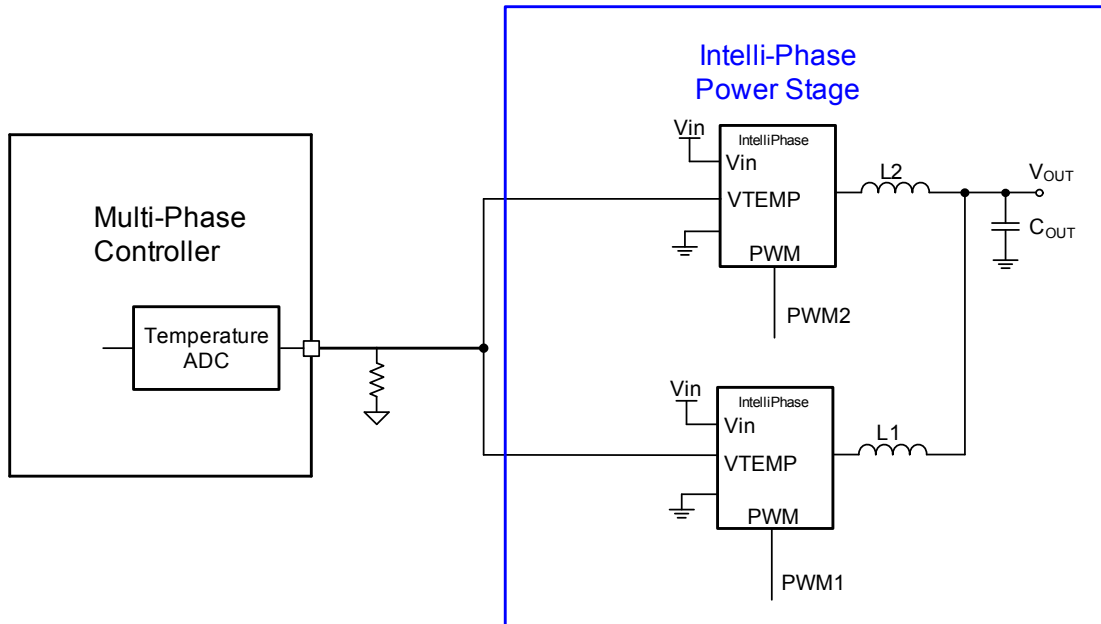 Intelli-Phase
Power Stage
Multi-Phase
Controller
Temperature
ADC
Vin
IntelliPhase
Vin
VTEMP
PWM
PWM2
L2
VOUT
COUT
Vin
IntelliPhase
Vin
VTEMP
PWM
PWM1
L1